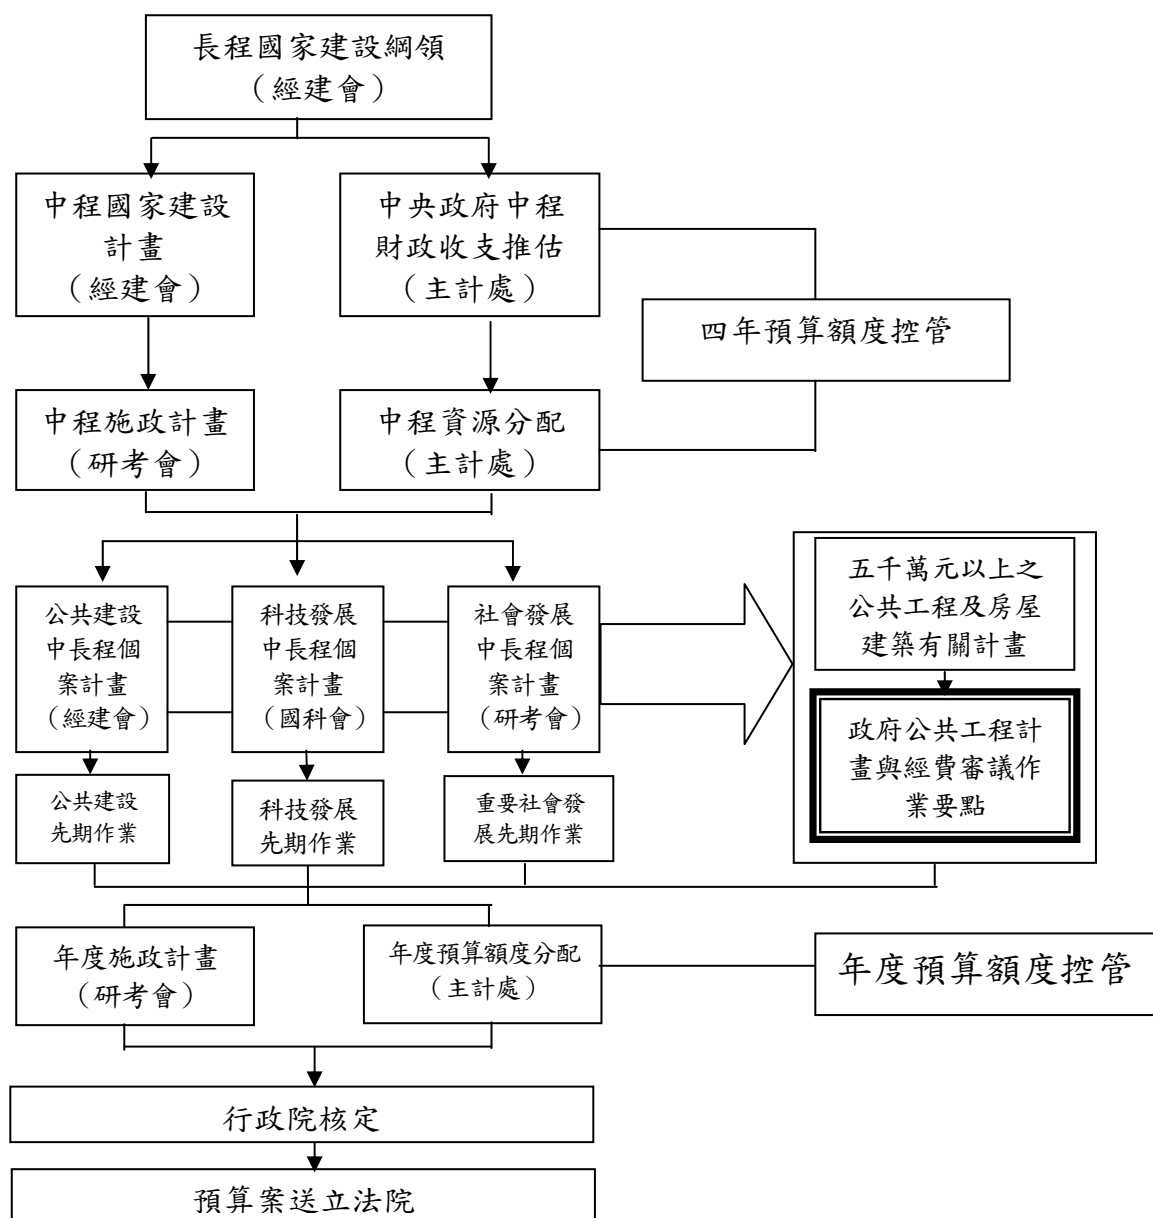 長程國家建設綱領
（經建會）
中程國家建設
計畫
（經建會）
中央政府中程
財政收支推估
（主計處）
四年預算額度控管
中程施政計畫
（研考會）
中程資源分配
（主計處）
公共建設
中長程個
案計畫
（經建會）
科技發展
中長程個
案計畫
（國科會）
社會發展
中長程個
案計畫
（研考會）
五千萬元以上之
公共工程及房屋
建築有關計畫
政府公共工程計
畫與經費審議作
業要點
公共建設
先期作業
科技發展
先期作業
重要社會發
展先期作業
年度施政計畫
（研考會）
年度預算額度分配
（主計處）
年度預算額度控管
行政院核定
預算案送立法院